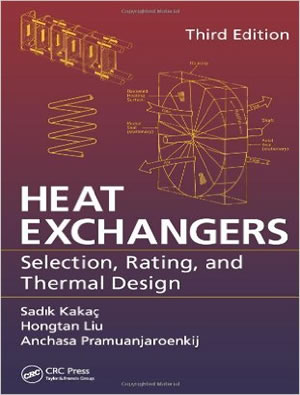 Third Edition
Housing
HEAT
EXCHANGERS
Selection, Rating, and
Thermal Design
Sadık Kakaç
Hongtan Liu
Anchasa Pramuanjaroenkij
CRC Press
Taylor & Francis Group